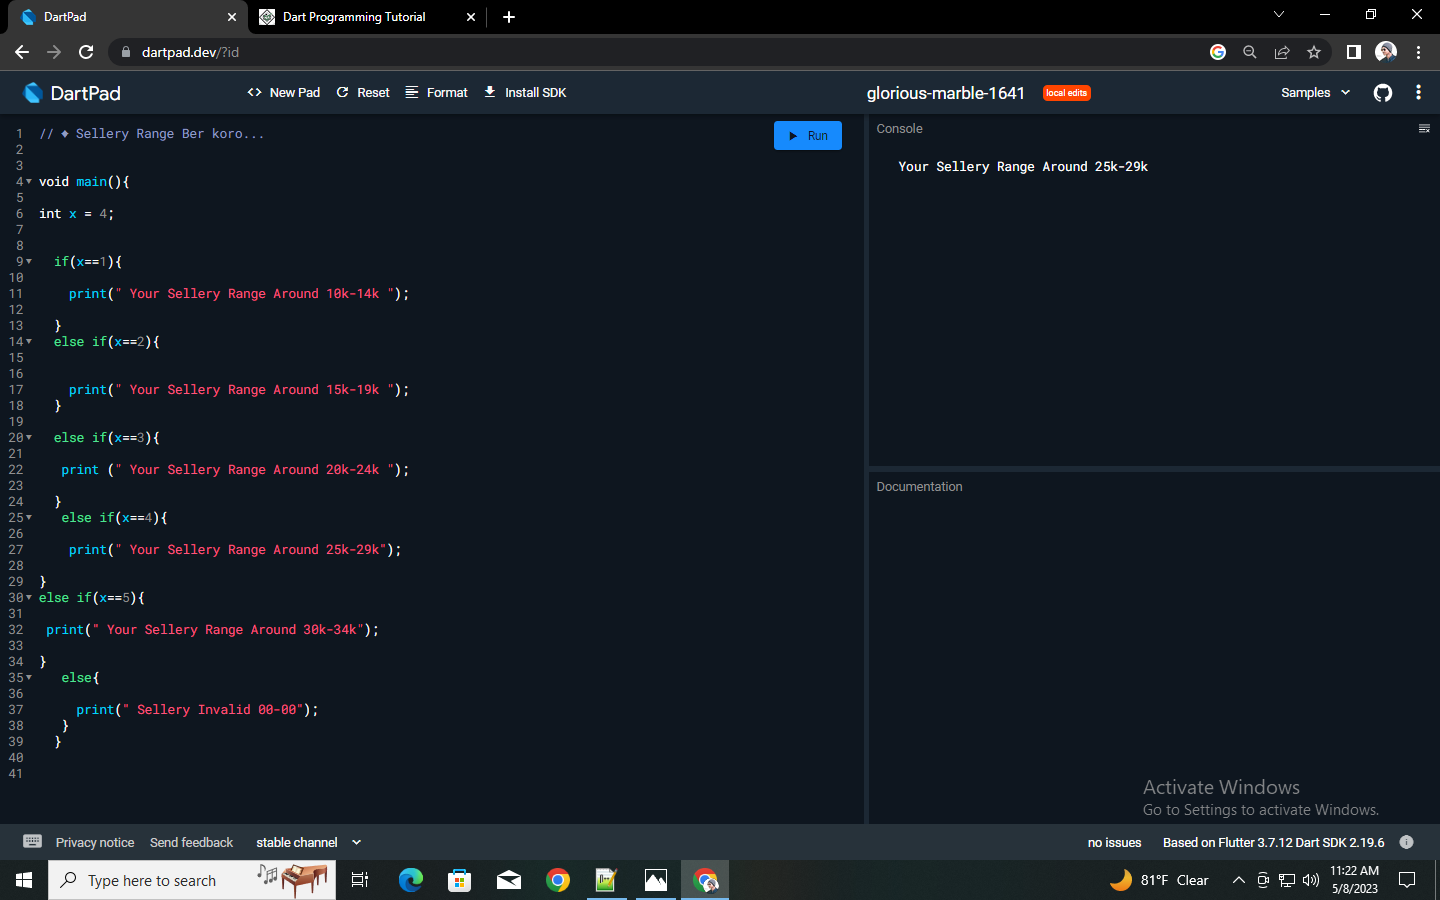 DartPad
Dart Programming Tutorial
dartpad.dev/?id
DartPad
New Pad
Reset
Format
Install SDK
glorious-marble-1641
local edits
Samples
1 // ♦ Sellery Range Ber koro...
2
3
4 void main(){
5
6 int x = 4;
7
8
9 if(x==1){
10
11 print(" Your Sellery Range Around 10k-14k ");
12
13 }
14 else if(x==2){
15
16
17 print(" Your Sellery Range Around 15k-19k ");
18 }
19
20 else if(x==3){
21
22 print (" Your Sellery Range Around 20k-24k ");
23
24 }
25 else if(x==4){
26
27 print(" Your Sellery Range Around 25k-29k");
28
29 }
30 else if(x==5){
31
32 print(" Your Sellery Range Around 30k-34k");
33
34 }
35 else{
36
37 print(" Sellery Invalid 00-00");
38 }
39 }
40
41
Run
Console
Your Sellery Range Around 25k-29k
Documentation
Activate Windows
Go to Settings to activate Windows.
Privacy notice
Send feedback
stable channel
no issues
Based on Flutter 3.7.12 Dart SDK 2.19.6
Type here to search
81°F Clear
11:22 AM
5/8/2023